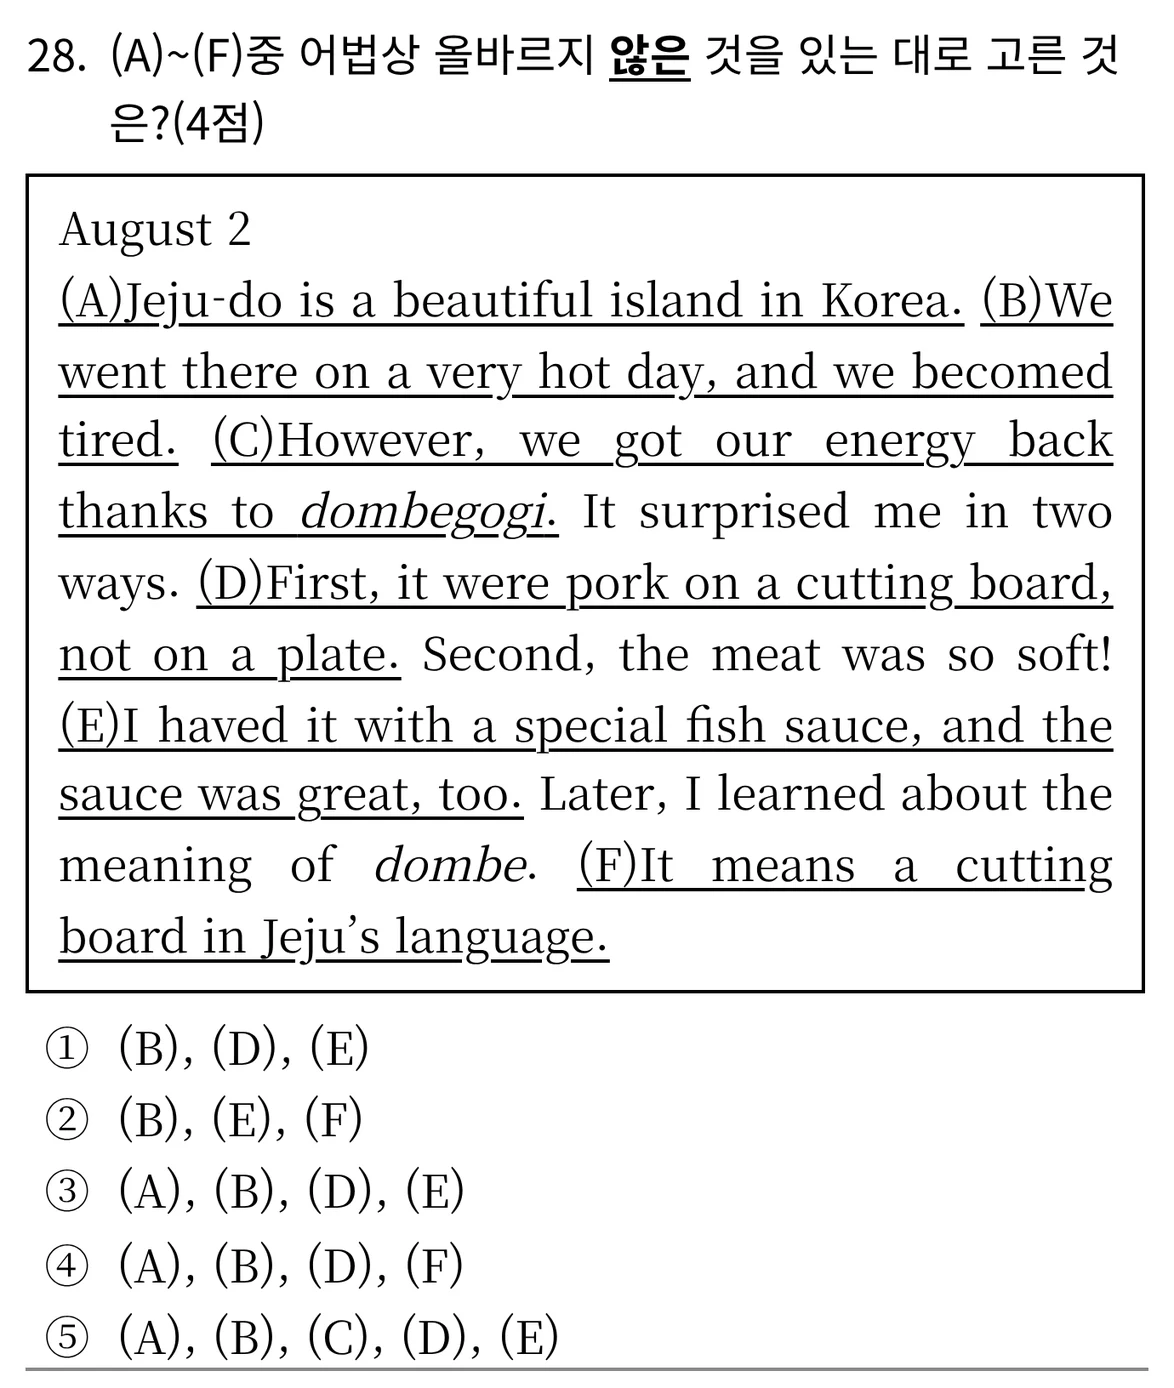 28. (A)~(F)중 어법상 올바르지 않은 것을 있는 대로 고른 것
은?(4점)
August 2
(A)Jeju-do is a beautiful island in Korea. (B)We
went there on a very hot day, and we becomed
tired. (C)However, we got our energy back
thanks to dombegogi. It surprised me in two
ways. (D)First, it were pork on a cutting board,
not on a plate. Second, the meat was so soft!
(E)I haved it with a special fish sauce, and the
sauce was great, too. Later, I learned about the
meaning of dombe. (F)It means a cutting
board in Jeju’s language.
① (B), (D), (E)
② (B), (E), (F)
③ (A), (B), (D), (E)
④ (A), (B), (D), (F)
⑤ (A), (B), (C), (D), (E)